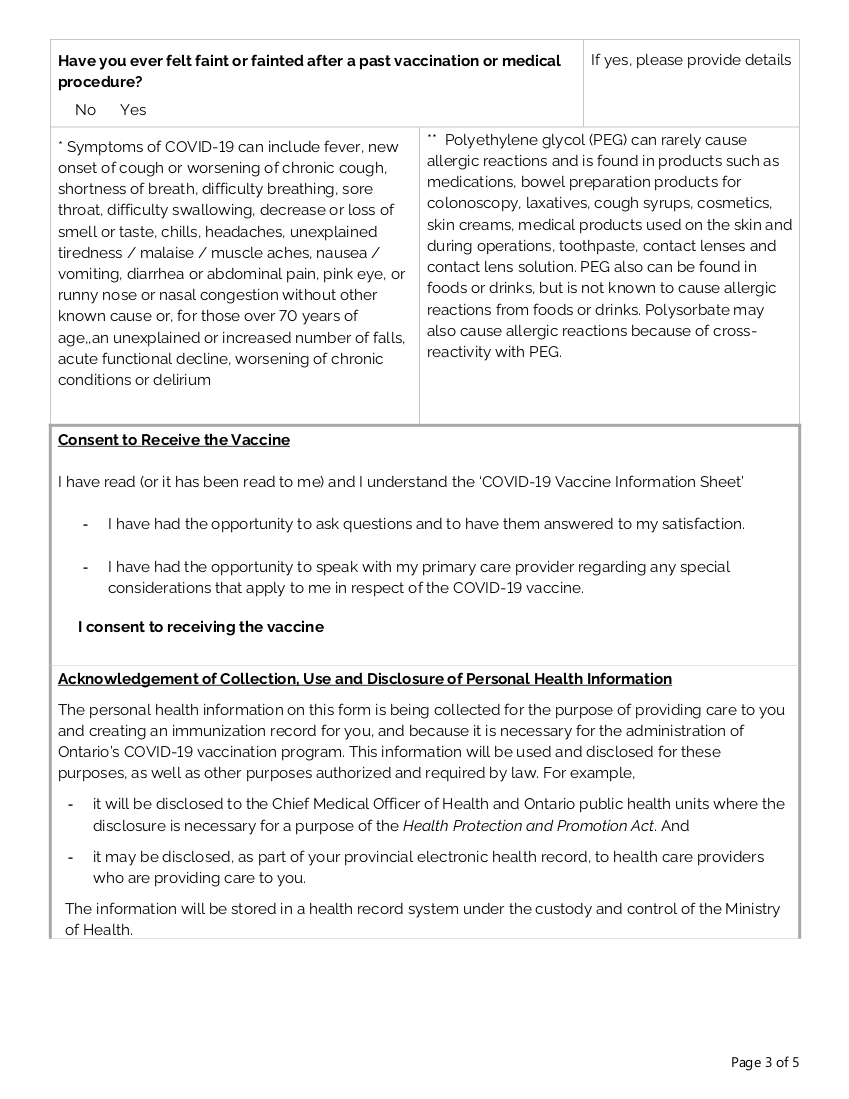 Have you ever felt faint or fainted after a past vaccination or medical
procedure?
No Yes
If yes, please provide details
* Symptoms of COVID-19 can include fever, new
onset of cough or worsening of chronic cough,
shortness of breath, difficulty breathing, sore
throat, difficulty swallowing, decrease or loss of
smell or taste, chills, headaches, unexplained
tiredness / malaise / muscle aches, nausea /
vomiting, diarrhea or abdominal pain, pink eye, or
runny nose or nasal congestion without other
known cause or, for those over 70 years of
age,,an unexplained or increased number of falls,
acute functional decline, worsening of chronic
conditions or delirium
** Polyethylene glycol (PEG) can rarely cause
allergic reactions and is found in products such as
medications, bowel preparation products for
colonoscopy, laxatives, cough syrups, cosmetics,
skin creams, medical products used on the skin and
during operations, toothpaste, contact lenses and
contact lens solution. PEG also can be found in
foods or drinks, but is not known to cause allergic
reactions from foods or drinks. Polysorbate may
also cause allergic reactions because of cross-
reactivity with PEG.
Consent to Receive the Vaccine
I have read (or it has been read to me) and I understand the ‘COVID-19 Vaccine Information Sheet’
- I have had the opportunity to ask questions and to have them answered to my satisfaction.
- I have had the opportunity to speak with my primary care provider regarding any special
considerations that apply to me in respect of the COVID-19 vaccine.
I consent to receiving the vaccine
Acknowledgement of Collection, Use and Disclosure of Personal Health Information
The personal health information on this form is being collected for the purpose of providing care to you
and creating an immunization record for you, and because it is necessary for the administration of
Ontario’s COVID-19 vaccination program. This information will be used and disclosed for these
purposes, as well as other purposes authorized and required by law. For example,
- it will be disclosed to the Chief Medical Officer of Health and Ontario public health units where the
disclosure is necessary for a purpose of the Health Protection and Promotion Act. And
- it may be disclosed, as part of your provincial electronic health record, to health care providers
who are providing care to you.
The information will be stored in a health record system under the custody and control of the Ministry
of Health.
Page 3 of 5